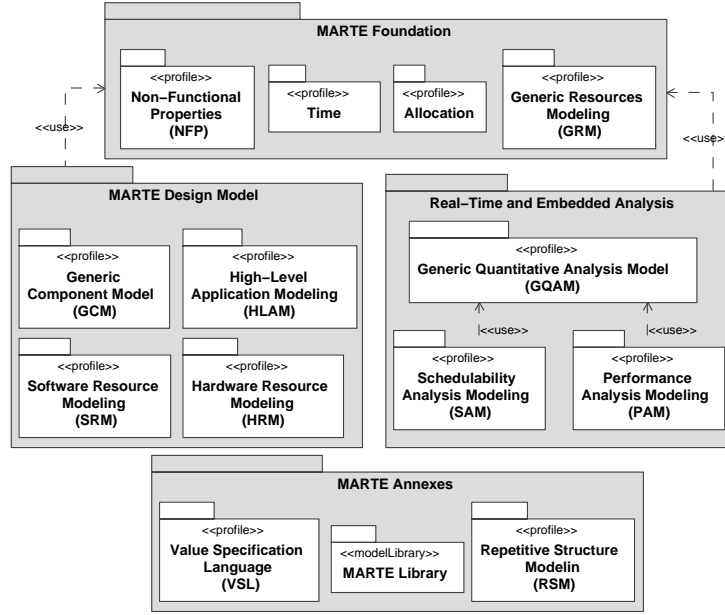 MARTE Foundation
<<profile>>
Non–Functional
Properties
(NFP)
<<profile>>
Time
<<profile>>
Allocation
<<profile>>
Generic Resources
Modeling
(GRM)
<<use>>
<<use>>
MARTE Design Model
<<profile>>
Generic
Component Model
(GCM)
<<profile>>
High–Level
Application Modeling
(HLAM)
<<profile>>
Software Resource
Modeling
(SRM)
<<profile>>
Hardware Resource
Modeling
(HRM)
Real–Time and Embedded Analysis
<<profile>>
Generic Quantitative Analysis Model
(GQAM)
<<use>>
<<use>>
<<profile>>
Schedulability
Analysis Modeling
(SAM)
<<profile>>
Performance
Analysis Modeling
(PAM)
MARTE Annexes
<<profile>>
Value Specification
Language
(VSL)
<<modelLibrary>>
MARTE Library
<<profile>>
Repetitive Structure
Modelin
(RSM)